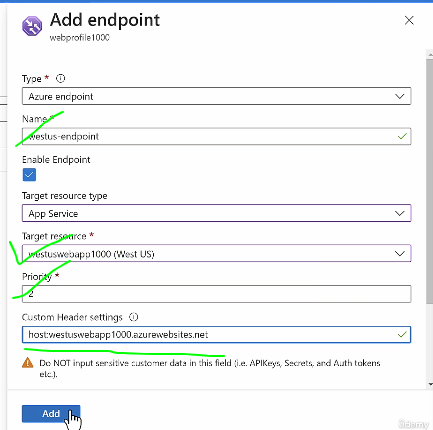 Add endpoint
webprofile1000
Type *
Azure endpoint
Name *
westus-endpoint
Enable Endpoint
Target resource type
App Service
Target resource *
westuswebapp1000 (West US)
Priority *
2
Custom Header settings
host:westuswebapp1000.azurewebsites.net
Do NOT input sensitive customer data in this field (i.e. APIKeys, Secrets, and Auth tokens
etc.).
Add
Udemy